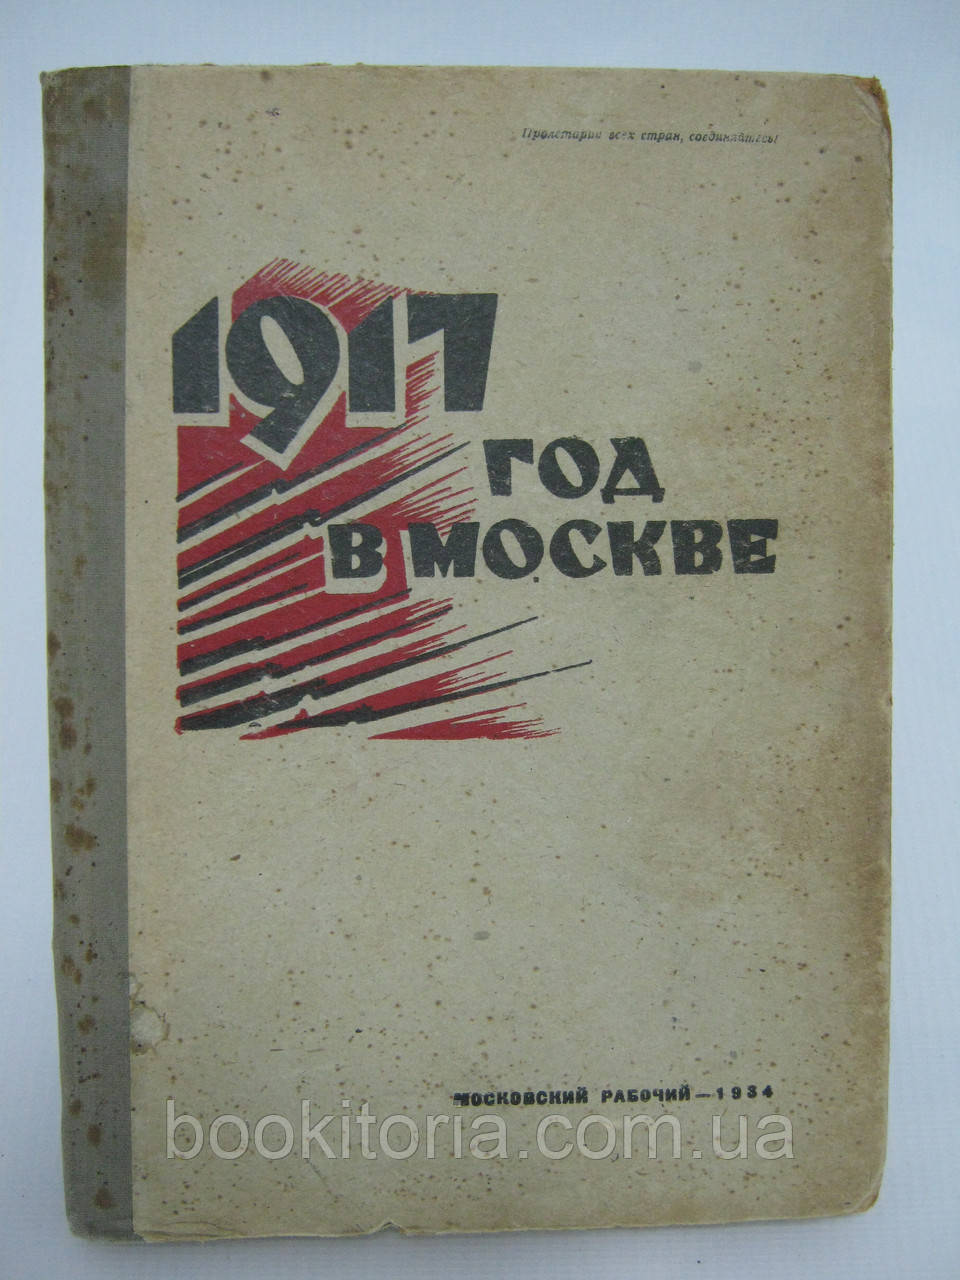 Пролетарии всех стран, соединяйтесь!
1917
ГОД
В МОСКВЕ
МОСКОВСКИЙ РАБОЧИЙ — 1934
bookitoria.com.ua